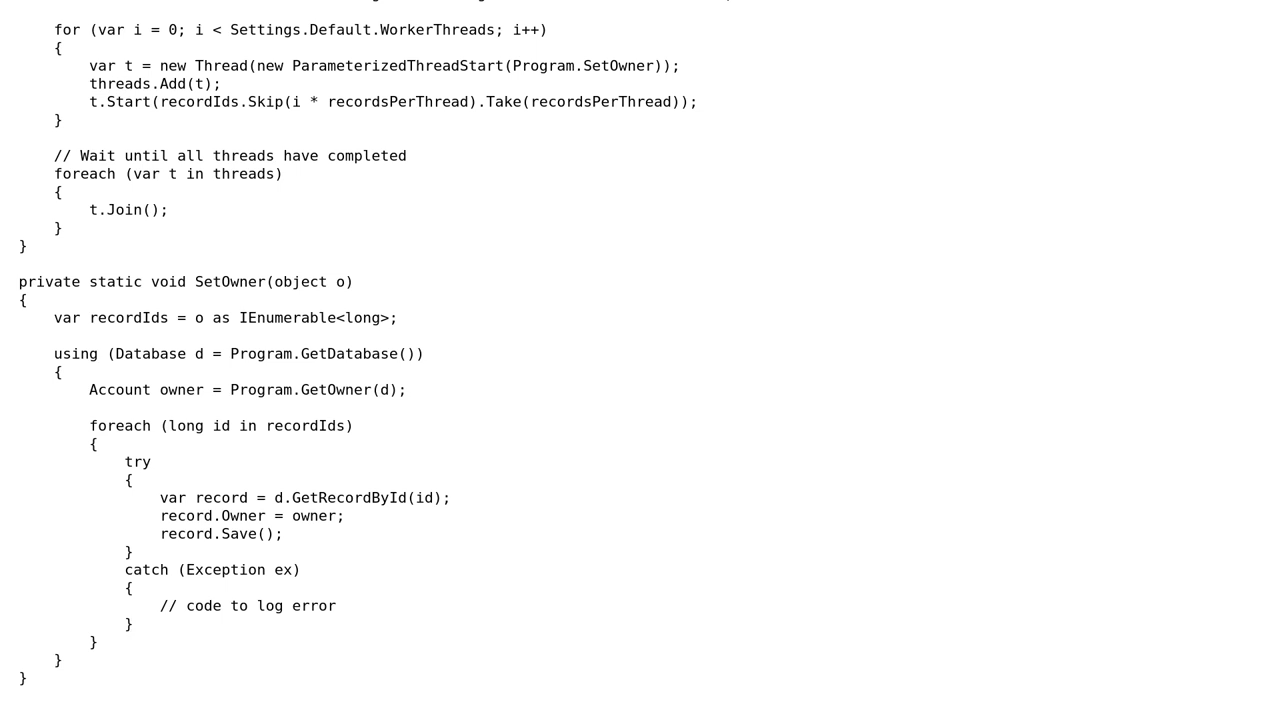 for (var i = 0; i < Settings.Default.WorkerThreads; i++)
{
var t = new Thread(new ParameterizedThreadStart(Program.SetOwner));
threads.Add(t);
t.Start(recordIds.Skip(i * recordsPerThread).Take(recordsPerThread));
}
// Wait until all threads have completed
foreach (var t in threads)
{
t.Join();
}
}
private static void SetOwner(object o)
{
var recordIds = o as IEnumerable<long>;
using (Database d = Program.GetDatabase())
{
Account owner = Program.GetOwner(d);
foreach (long id in recordIds)
{
try
{
var record = d.GetRecordById(id);
record.Owner = owner;
record.Save();
}
catch (Exception ex)
{
// code to log error
}
}
}
}